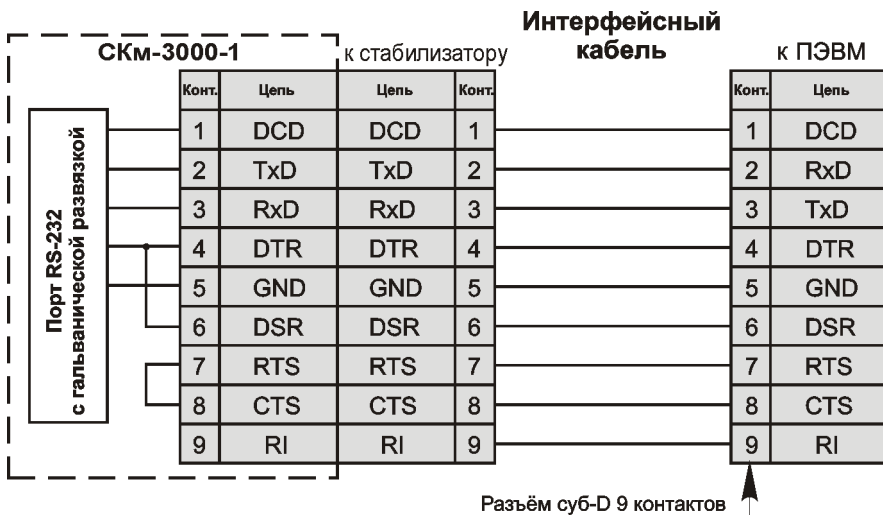 Интерфейсный
кабель
СКм-3000-1
к стабилизатору
к ПЭВМ
Конт. Цепь Цепь Конт. Конт. Цепь
1 DCD DCD 1 1 DCD
2 TxD TxD 2 2 RxD
3 RxD RxD 3 3 TxD
4 DTR DTR 4 4 DTR
5 GND GND 5 5 GND
6 DSR DSR 6 6 DSR
7 RTS RTS 7 7 RTS
8 CTS CTS 8 8 CTS
9 RI RI 9 9 RI
Порт RS-232
с гальванической развязкой
Разъём суб-D 9 контактов